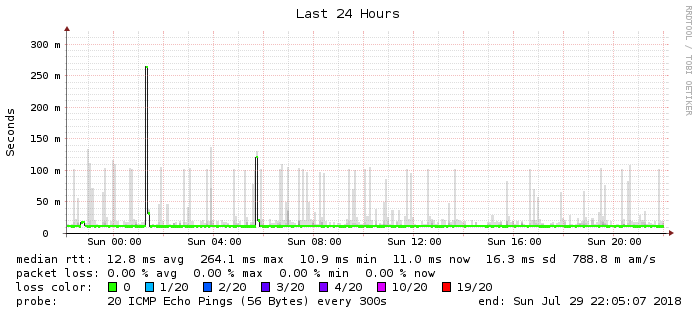 Last 24 Hours
RRDTOOL / TOBI OETIKER
Seconds
300 m
250 m
200 m
150 m
100 m
50 m
0
Sun 00:00 Sun 04:00 Sun 08:00 Sun 12:00 Sun 16:00 Sun 20:00
median rtt: 12.8 ms avg 264.1 ms max 10.9 ms min 11.0 ms now 16.3 ms sd 788.8 m am/s
packet loss: 0.00 % avg 0.00 % max 0.00 % min 0.00 % now
loss color: 0 1/20 2/20 3/20 4/20 10/20 19/20
probe: 20 ICMP Echo Pings (56 Bytes) every 300s end: Sun Jul 29 22:05:07 2018